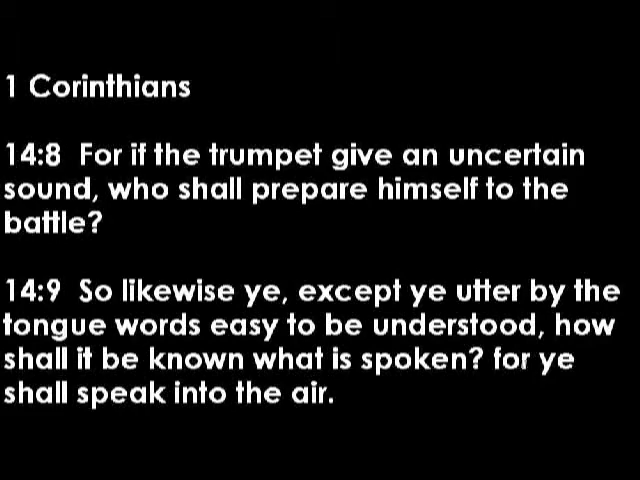 1 Corinthians
14:8 For if the trumpet give an uncertain
sound, who shall prepare himself to the
battle?
14:9 So likewise ye, except ye utter by the
tongue words easy to be understood, how
shall it be known what is spoken? for ye
shall speak into the air.